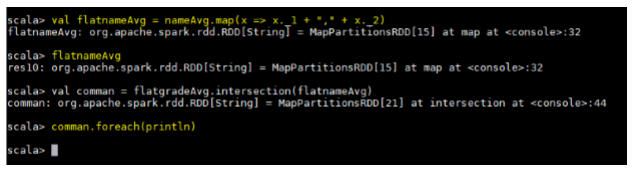 scala> val flatnameAvg = nameAvg.map(x => x._1 + "," + x._2)
flatnameAvg: org.apache.spark.rdd.RDD[String] = MapPartitionsRDD[15] at map at <console>:32
scala> flatnameAvg
res10: org.apache.spark.rdd.RDD[String] = MapPartitionsRDD[15] at map at <console>:32
scala> val comman = flatgradeAvg.intersection(flatnameAvg)
comman: org.apache.spark.rdd.RDD[String] = MapPartitionsRDD[21] at intersection at <console>:44
scala> comman.foreach(println)
scala>